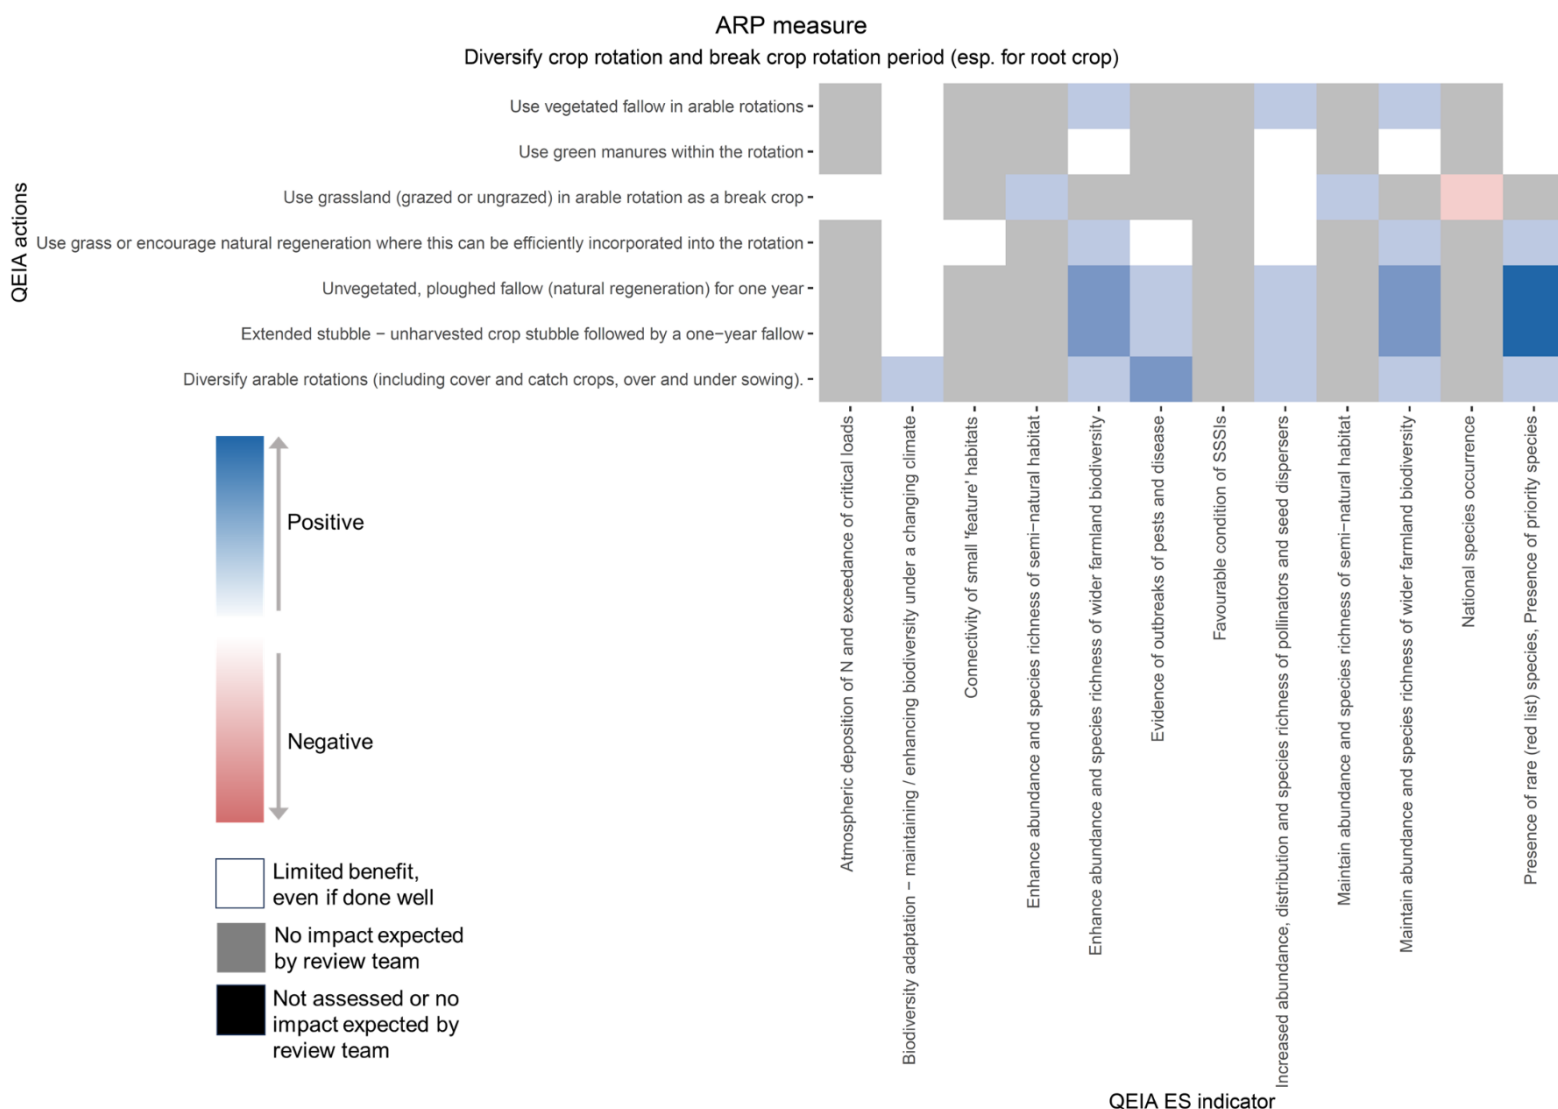 ARP measure
Diversify crop rotation and break crop rotation period (esp. for root crop)
QEIA actions
Use vegetated fallow in arable rotations
Use green manures within the rotation
Use grassland (grazed or ungrazed) in arable rotation as a break crop
Use grass or encourage natural regeneration where this can be efficiently incorporated into the rotation
Unvegetated, ploughed fallow (natural regeneration) for one year
Extended stubble − unharvested crop stubble followed by a one−year fallow
Diversify arable rotations (including cover and catch crops, over and under sowing).
Atmospheric deposition of N and exceedance of critical loads
Biodiversity adaptation − maintaining / enhancing biodiversity under a changing climate
Connectivity of small 'feature' habitats
Enhance abundance and species richness of semi−natural habitat
Enhance abundance and species richness of wider farmland biodiversity
Evidence of outbreaks of pests and disease
Favourable condition of SSSIs
Increased abundance, distribution and species richness of pollinators and seed dispersers
Maintain abundance and species richness of semi−natural habitat
Maintain abundance and species richness of wider farmland biodiversity
National species occurrence
Presence of rare (red list) species, Presence of priority species
QEIA ES indicator
Positive
Negative
Limited benefit,
even if done well
No impact expected
by review team
Not assessed or no
impact expected by
review team